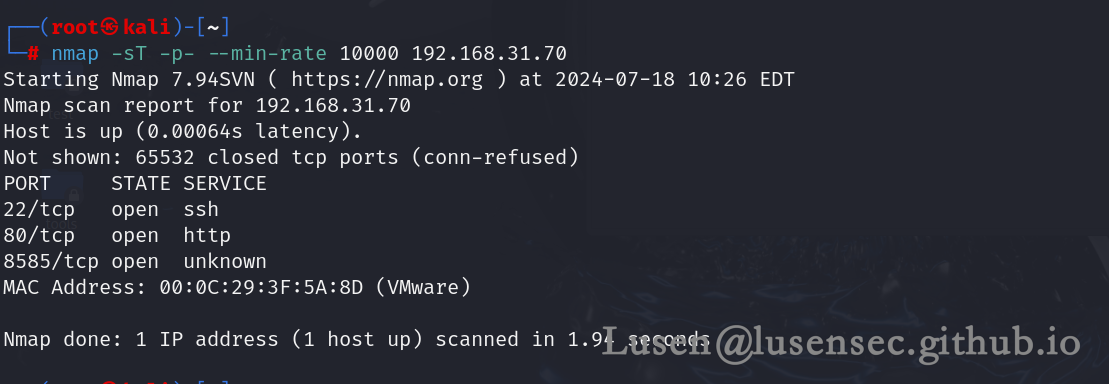 ┌──(root㉿kali)-[~]
└─# nmap -sT -p- --min-rate 10000 192.168.31.70
Starting Nmap 7.94SVN ( https://nmap.org ) at 2024-07-18 10:26 EDT
Nmap scan report for 192.168.31.70
Host is up (0.00064s latency).
Not shown: 65532 closed tcp ports (conn-refused)
PORT     STATE SERVICE
22/tcp   open  ssh
80/tcp   open  http
8585/tcp open  unknown
MAC Address: 00:0C:29:3F:5A:8D (VMware)
Nmap done: 1 IP address (1 host up) scanned in 1.94 seconds
Lusen@lusensec.github.io